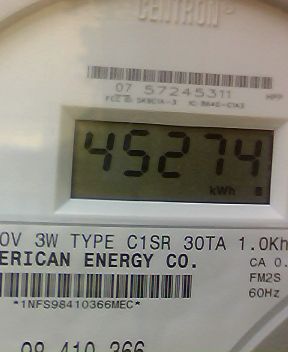 CENTRON
07 57245311
45274
kWh
0V 3W TYPE C1SR 30TA 1.0Kh
ERICAN ENERGY CO.
CA 0.
FM2S
60Hz
*1NFS98410366MEC*
98 410 366